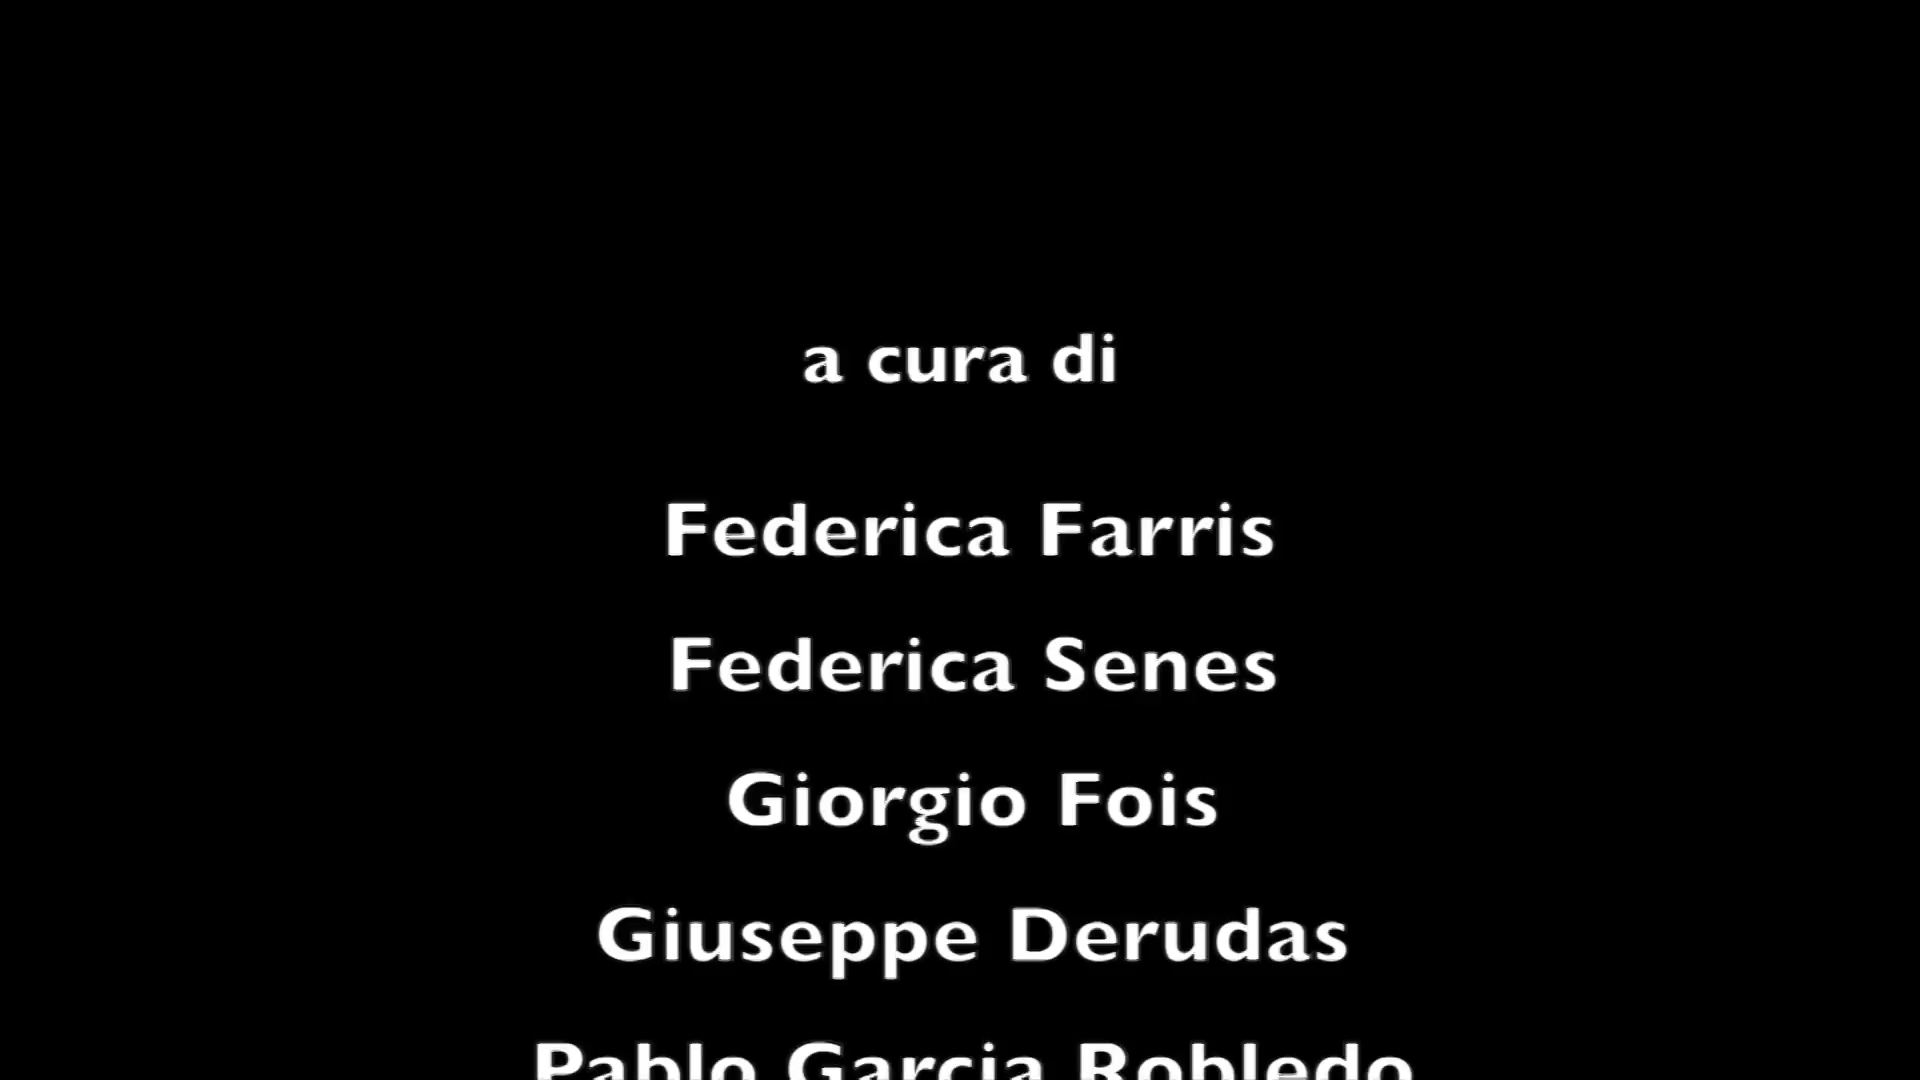 a cura di
Federica Farris
Federica Senes
Giorgio Fois
Giuseppe Derudas
Pablo Garcia Robledo